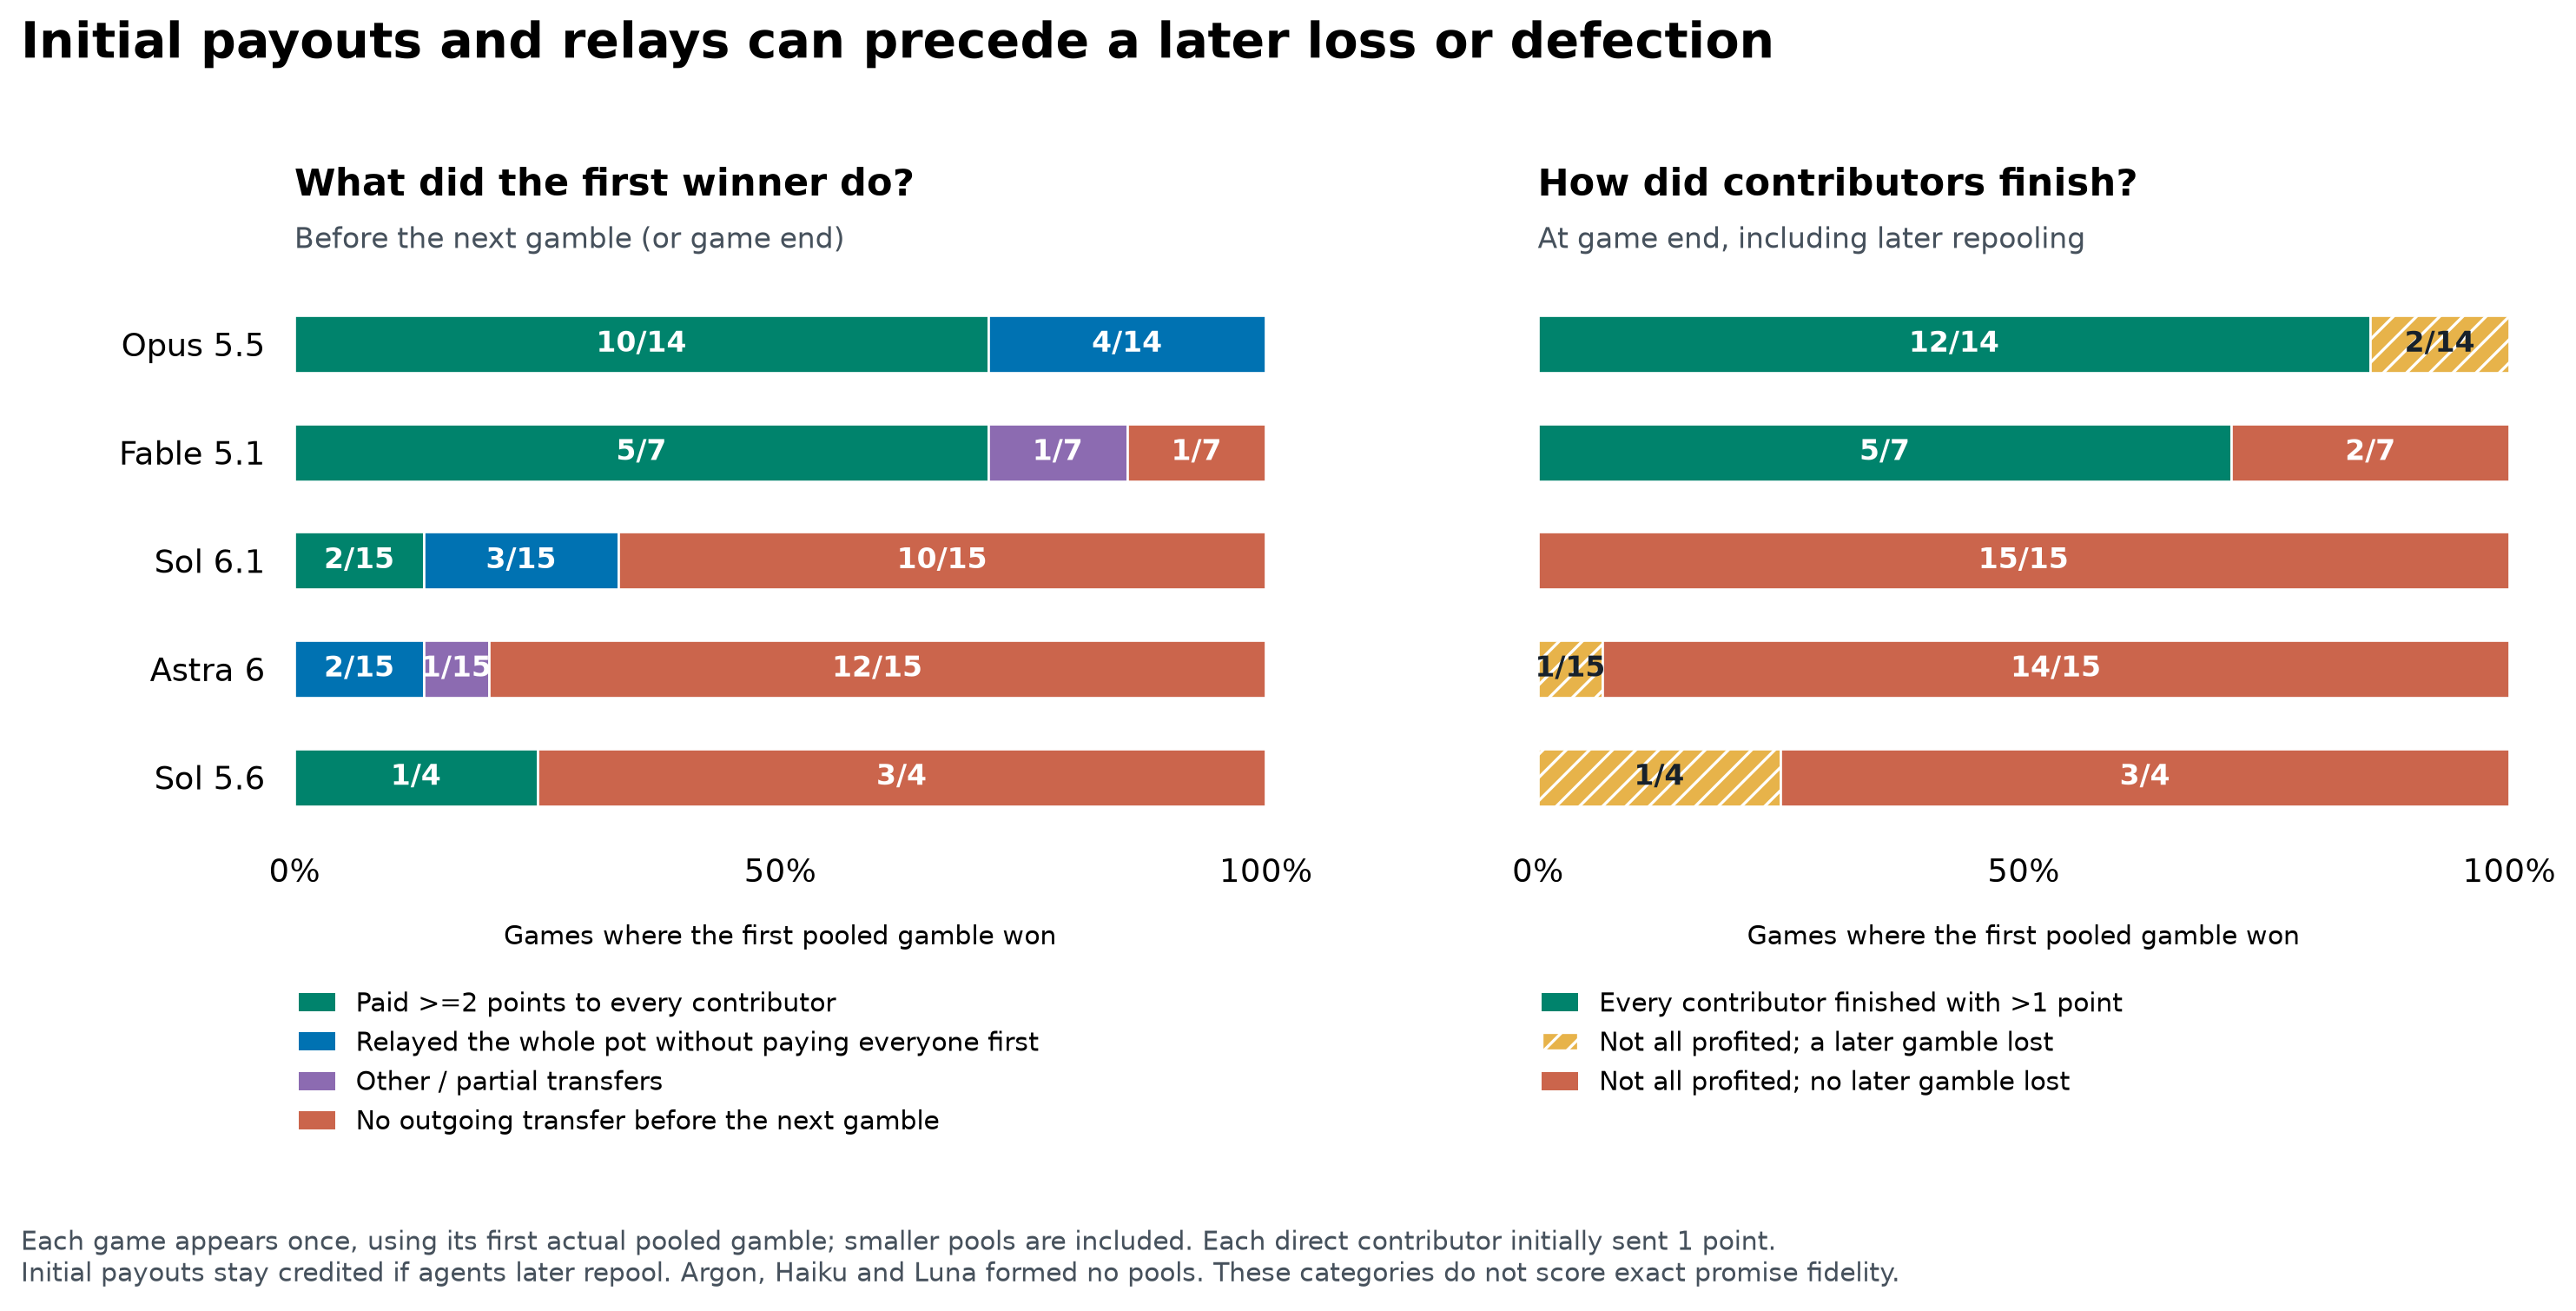 Initial payouts and relays can precede a later loss or defection
What did the first winner do?
Before the next gamble (or game end)
Opus 5.5
10/14
4/14
Fable 5.1
5/7
1/7
1/7
Sol 6.1
2/15
3/15
10/15
Astra 6
2/15
1/15
12/15
Sol 5.6
1/4
3/4
0%
50%
100%
Games where the first pooled gamble won
Paid >=2 points to every contributor
Relayed the whole pot without paying everyone first
Other / partial transfers
No outgoing transfer before the next gamble
How did contributors finish?
At game end, including later repooling
12/14
2/14
5/7
2/7
15/15
1/15
14/15
1/4
3/4
0%
50%
100%
Games where the first pooled gamble won
Every contributor finished with >1 point
Not all profited; a later gamble lost
Not all profited; no later gamble lost
Each game appears once, using its first actual pooled gamble; smaller pools are included. Each direct contributor initially sent 1 point.
Initial payouts stay credited if agents later repool. Argon, Haiku and Luna formed no pools. These categories do not score exact promise fidelity.